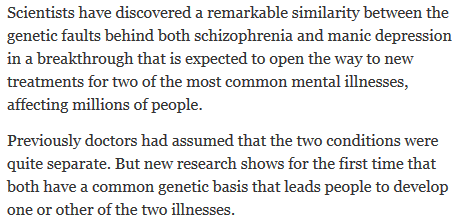 Scientists have discovered a remarkable similarity between the
genetic faults behind both schizophrenia and manic depression
in a breakthrough that is expected to open the way to new
treatments for two of the most common mental illnesses,
affecting millions of people.
Previously doctors had assumed that the two conditions were
quite separate. But new research shows for the first time that
both have a common genetic basis that leads people to develop
one or other of the two illnesses.